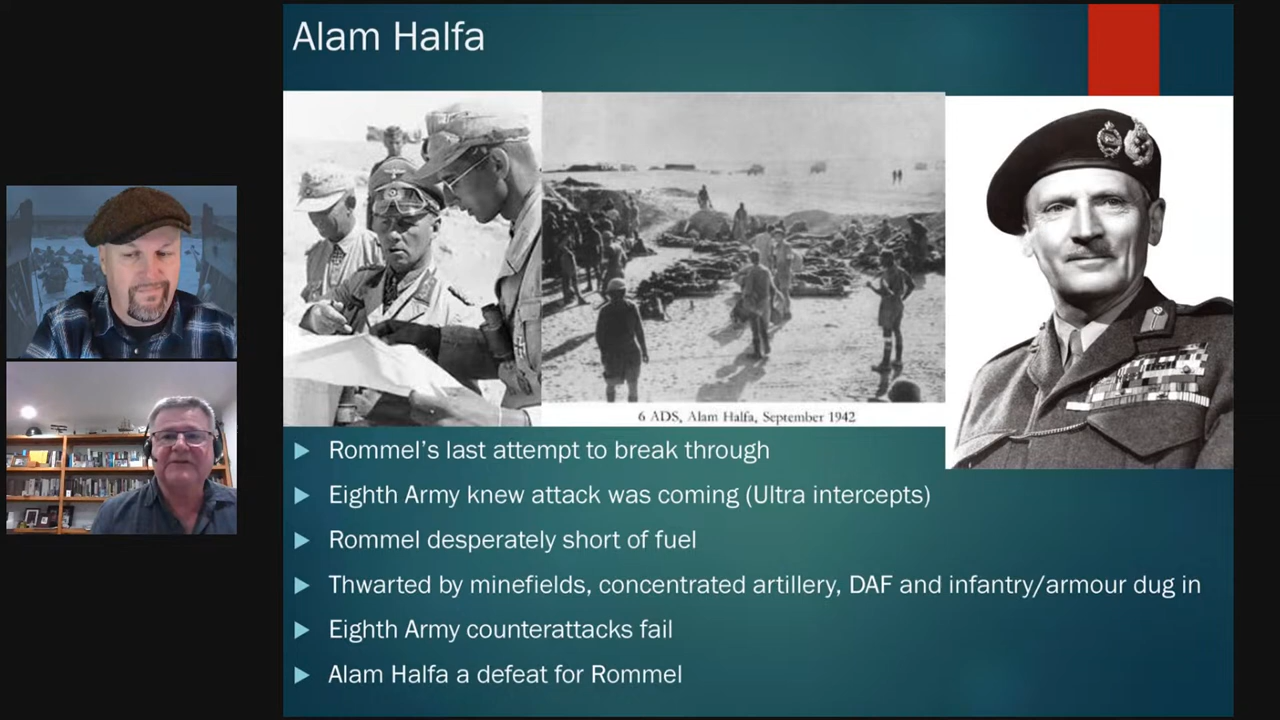 Alam Halfa
6 ADS, Alam Halfa, September 1942
Rommel's last attempt to break through
Eighth Army knew attack was coming (Ultra intercepts)
Rommel desperately short of fuel
Thwarted by minefields, concentrated artillery, DAF and infantry/armour dug in
Eighth Army counterattacks fail
Alam Halfa a defeat for Rommel